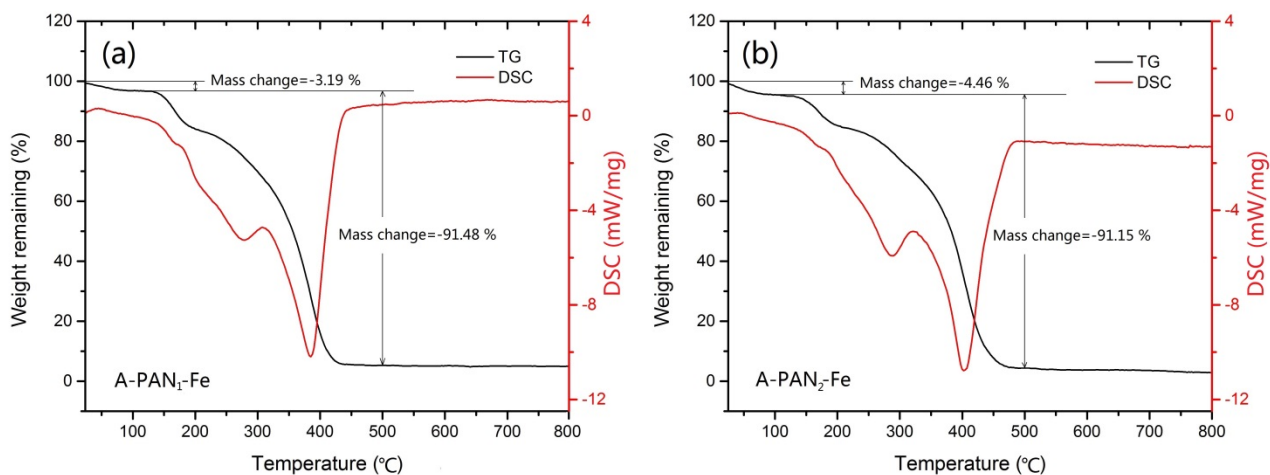 (a)
TG
DSC
Mass change=-3.19 %
Mass change=-91.48 %
A-PAN₁-Fe
Weight remaining (%)
120
100
80
60
40
20
0
100 200 300 400 500 600 700 800
Temperature (℃)
4
0
-4
-8
-12
DSC (mW/mg)
(b)
TG
DSC
Mass change=-4.46 %
Mass change=-91.15 %
A-PAN₂-Fe
Weight remaining (%)
120
100
80
60
40
20
0
100 200 300 400 500 600 700 800
Temperature (℃)
4
0
-4
-8
-12
DSC (mW/mg)